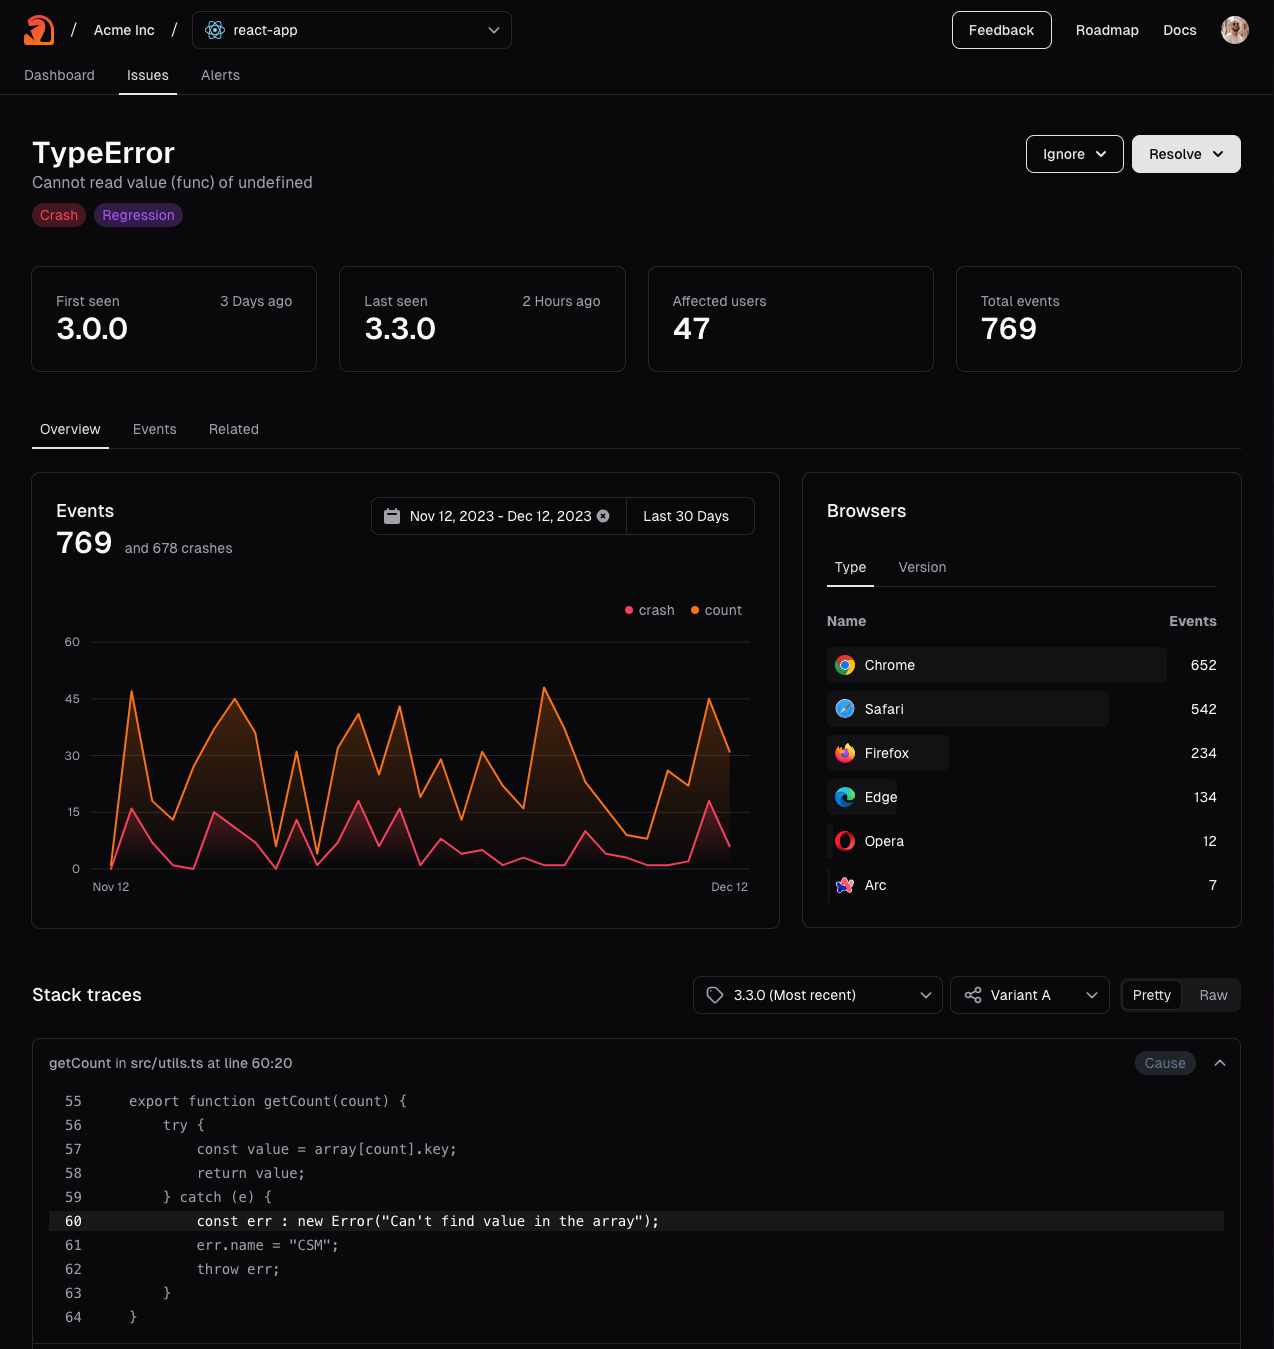 / Acme Inc / react-app
Feedback Roadmap Docs
Dashboard Issues Alerts
TypeError
Cannot read value (func) of undefined
Crash Regression
Ignore Resolve
First seen 3 Days ago
3.0.0
Last seen 2 Hours ago
3.3.0
Affected users
47
Total events
769
Overview Events Related
Events
769 and 678 crashes
Nov 12, 2023 - Dec 12, 2023 Last 30 Days
crash count
60
45
30
15
0
Nov 12 Dec 12
Browsers
Type Version
Name Events
Chrome 652
Safari 542
Firefox 234
Edge 134
Opera 12
Arc 7
Stack traces
3.3.0 (Most recent) Variant A Pretty Raw
getCount in src/utils.ts at line 60:20 Cause
55 export function getCount(count) {
56 try {
57 const value = array[count].key;
58 return value;
59 } catch (e) {
60 const err : new Error("Can't find value in the array");
61 err.name = "CSM";
62 throw err;
63 }
64 }